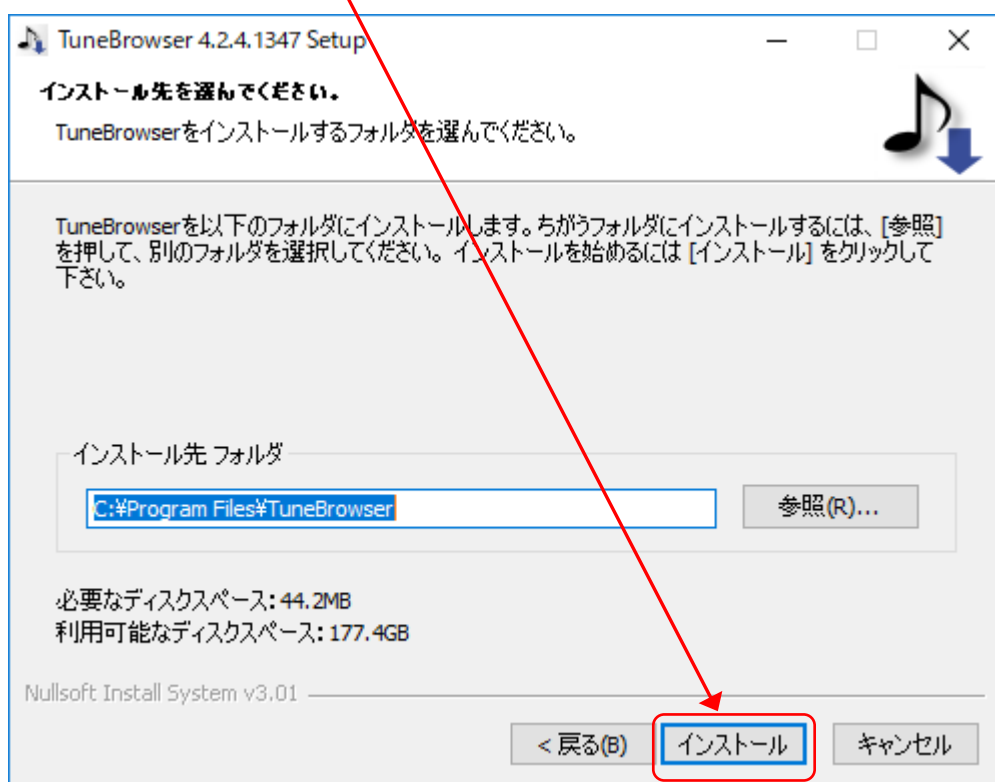 TuneBrowser 4.2.4.1347 Setup
インストール先を選んでください。
TuneBrowserをインストールするフォルダを選んでください。
TuneBrowserを以下のフォルダにインストールします。ちがうフォルダにインストールするには、[参照]
を押して、別のフォルダを選択してください。インストールを始めるには [インストール] をクリックして
下さい。
インストール先 フォルダ
C:¥Program Files¥TuneBrowser
参照(R)...
必要なディスクスペース: 44.2MB
利用可能なディスクスペース: 177.4GB
Nullsoft Install System v3.01
< 戻る(B)
インストール
キャンセル